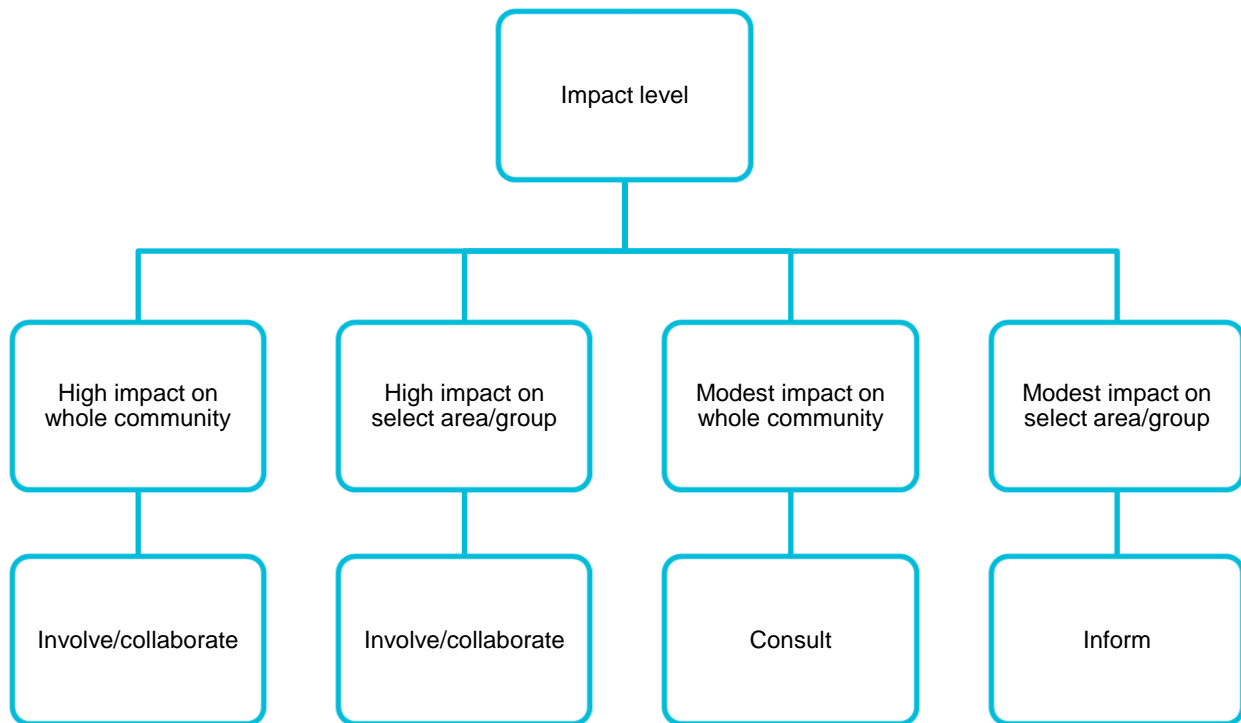 Impact level
High impact on
whole community
High impact on
select area/group
Modest impact on
whole community
Modest impact on
select area/group
Involve/collaborate
Involve/collaborate
Consult
Inform